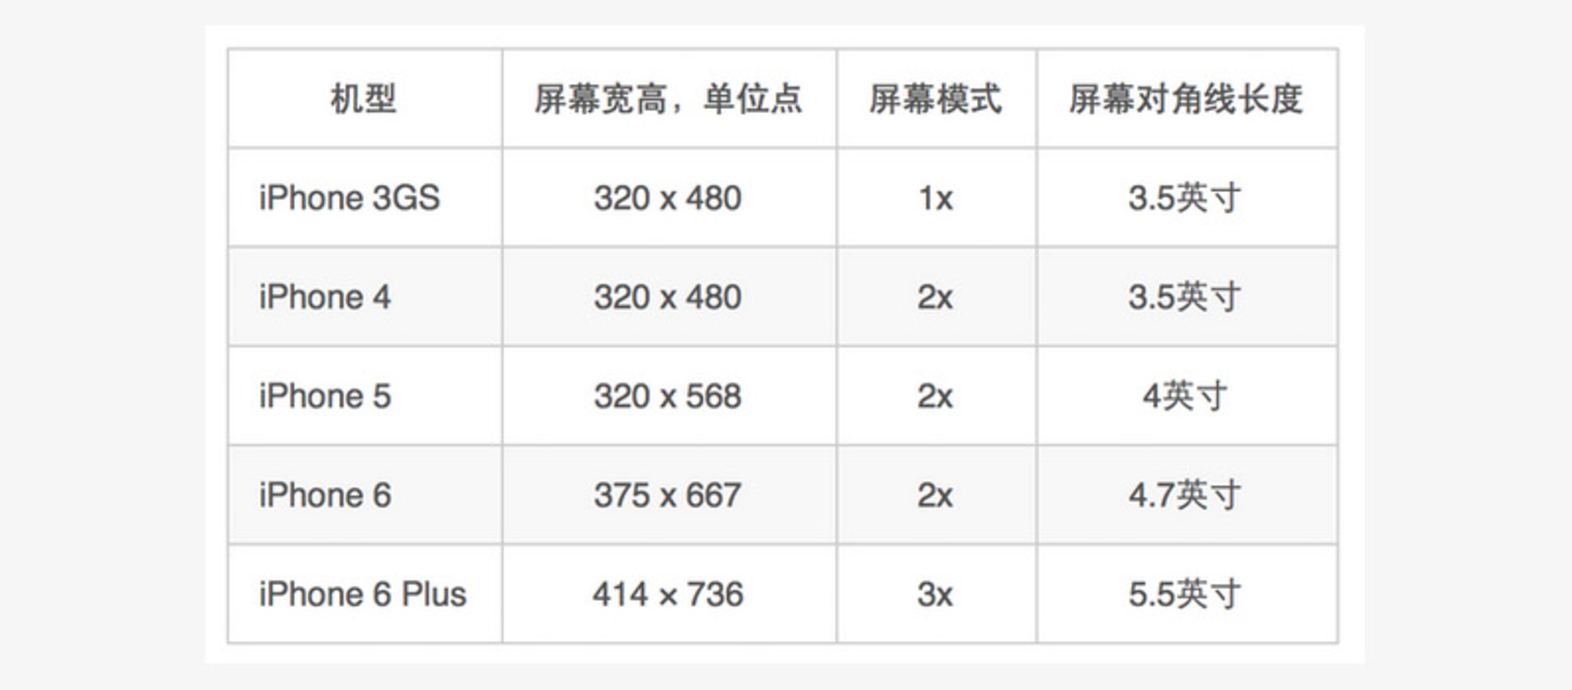 机型 屏幕宽高，单位点 屏幕模式 屏幕对角线长度
iPhone 3GS 320 x 480 1x 3.5英寸
iPhone 4 320 x 480 2x 3.5英寸
iPhone 5 320 x 568 2x 4英寸
iPhone 6 375 x 667 2x 4.7英寸
iPhone 6 Plus 414 × 736 3x 5.5英寸